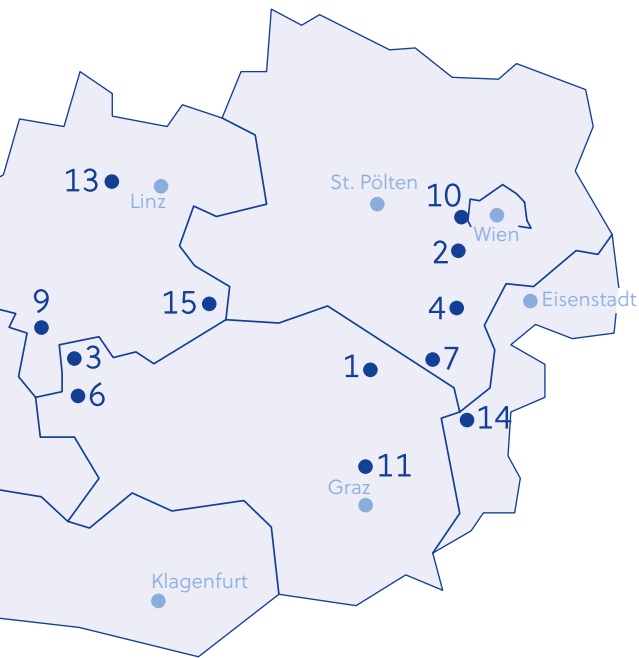 13
Linz
St. Pölten
10
Wien
2
9
15
4
Eisenstadt
3
1
7
6
14
11
Graz
Klagenfurt